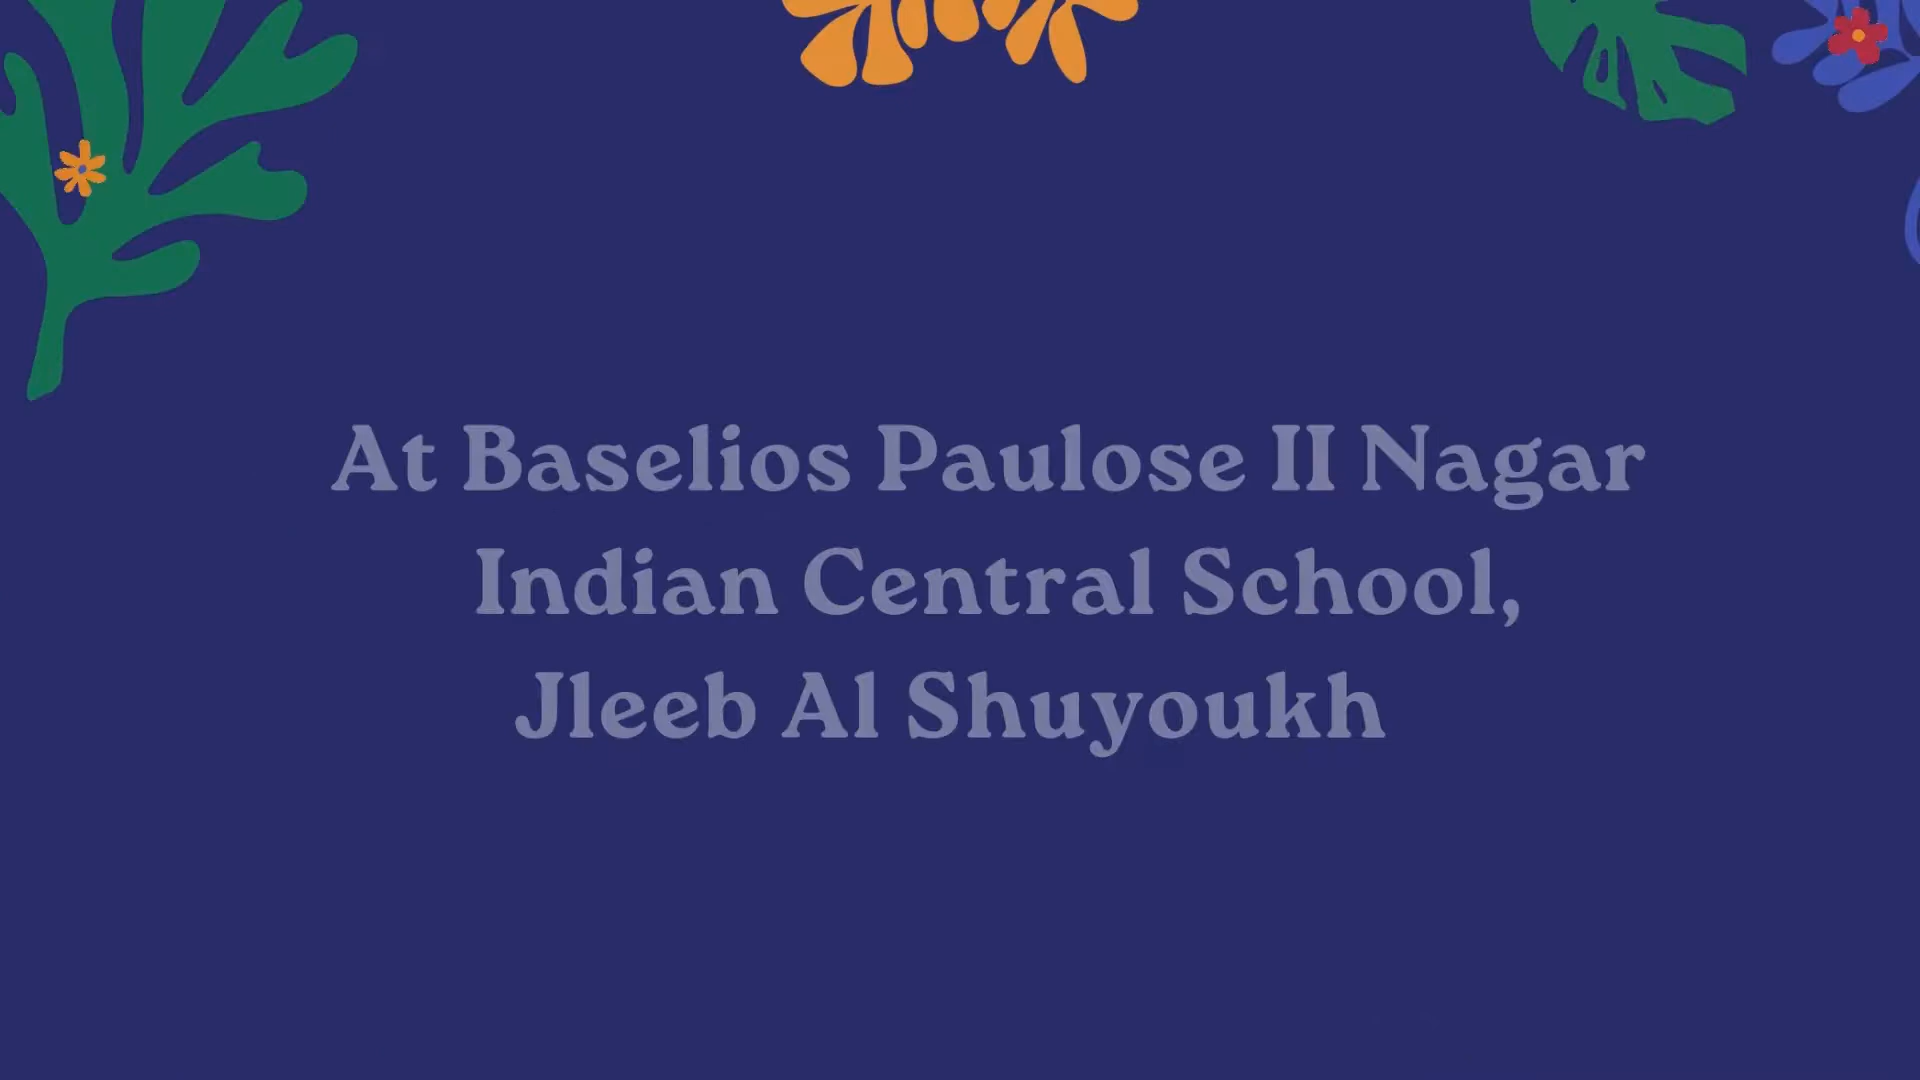 At Baselios Paulose II Nagar
Indian Central School,
Jleeb Al Shuyoukh